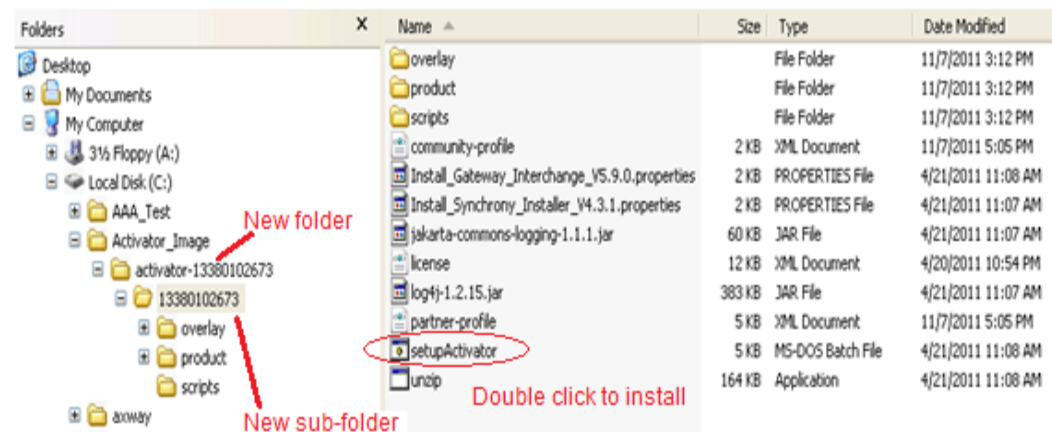 Folders X
Desktop
My Documents
My Computer
3½ Floppy (A:)
Local Disk (C:)
AAA_Test
New folder
Activator_Image
activator-13380102673
13380102673
overlay
product
scripts
axway
New sub-folder
Name Size Type Date Modified
overlay File Folder 11/7/2011 3:12 PM
product File Folder 11/7/2011 3:12 PM
scripts File Folder 11/7/2011 3:12 PM
community-profile 2 KB XML Document 11/7/2011 5:05 PM
Install_Gateway_Interchange_V5.9.0.properties 2 KB PROPERTIES File 4/21/2011 11:08 AM
Install_Synchrony_Installer_V4.3.1.properties 2 KB PROPERTIES File 4/21/2011 11:07 AM
jakarta-commons-logging-1.1.1.jar 60 KB JAR File 4/21/2011 11:07 AM
license 12 KB XML Document 4/20/2011 10:54 PM
log4j-1.2.15.jar 383 KB JAR File 4/21/2011 11:07 AM
partner-profile 5 KB XML Document 11/7/2011 5:05 PM
setupActivator 5 KB MS-DOS Batch File 4/21/2011 11:08 AM
unzip 164 KB Application 4/21/2011 11:08 AM
Double click to install